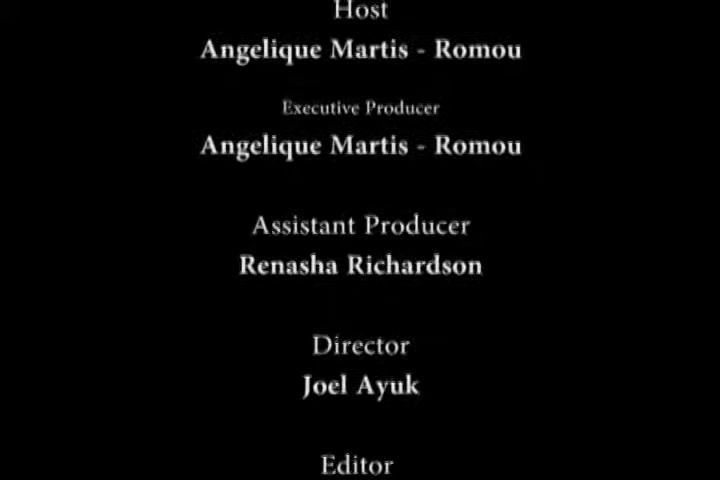 Host
Angelique Martis - Romou
Executive Producer
Angelique Martis - Romou
Assistant Producer
Renasha Richardson
Director
Joel Ayuk
Editor